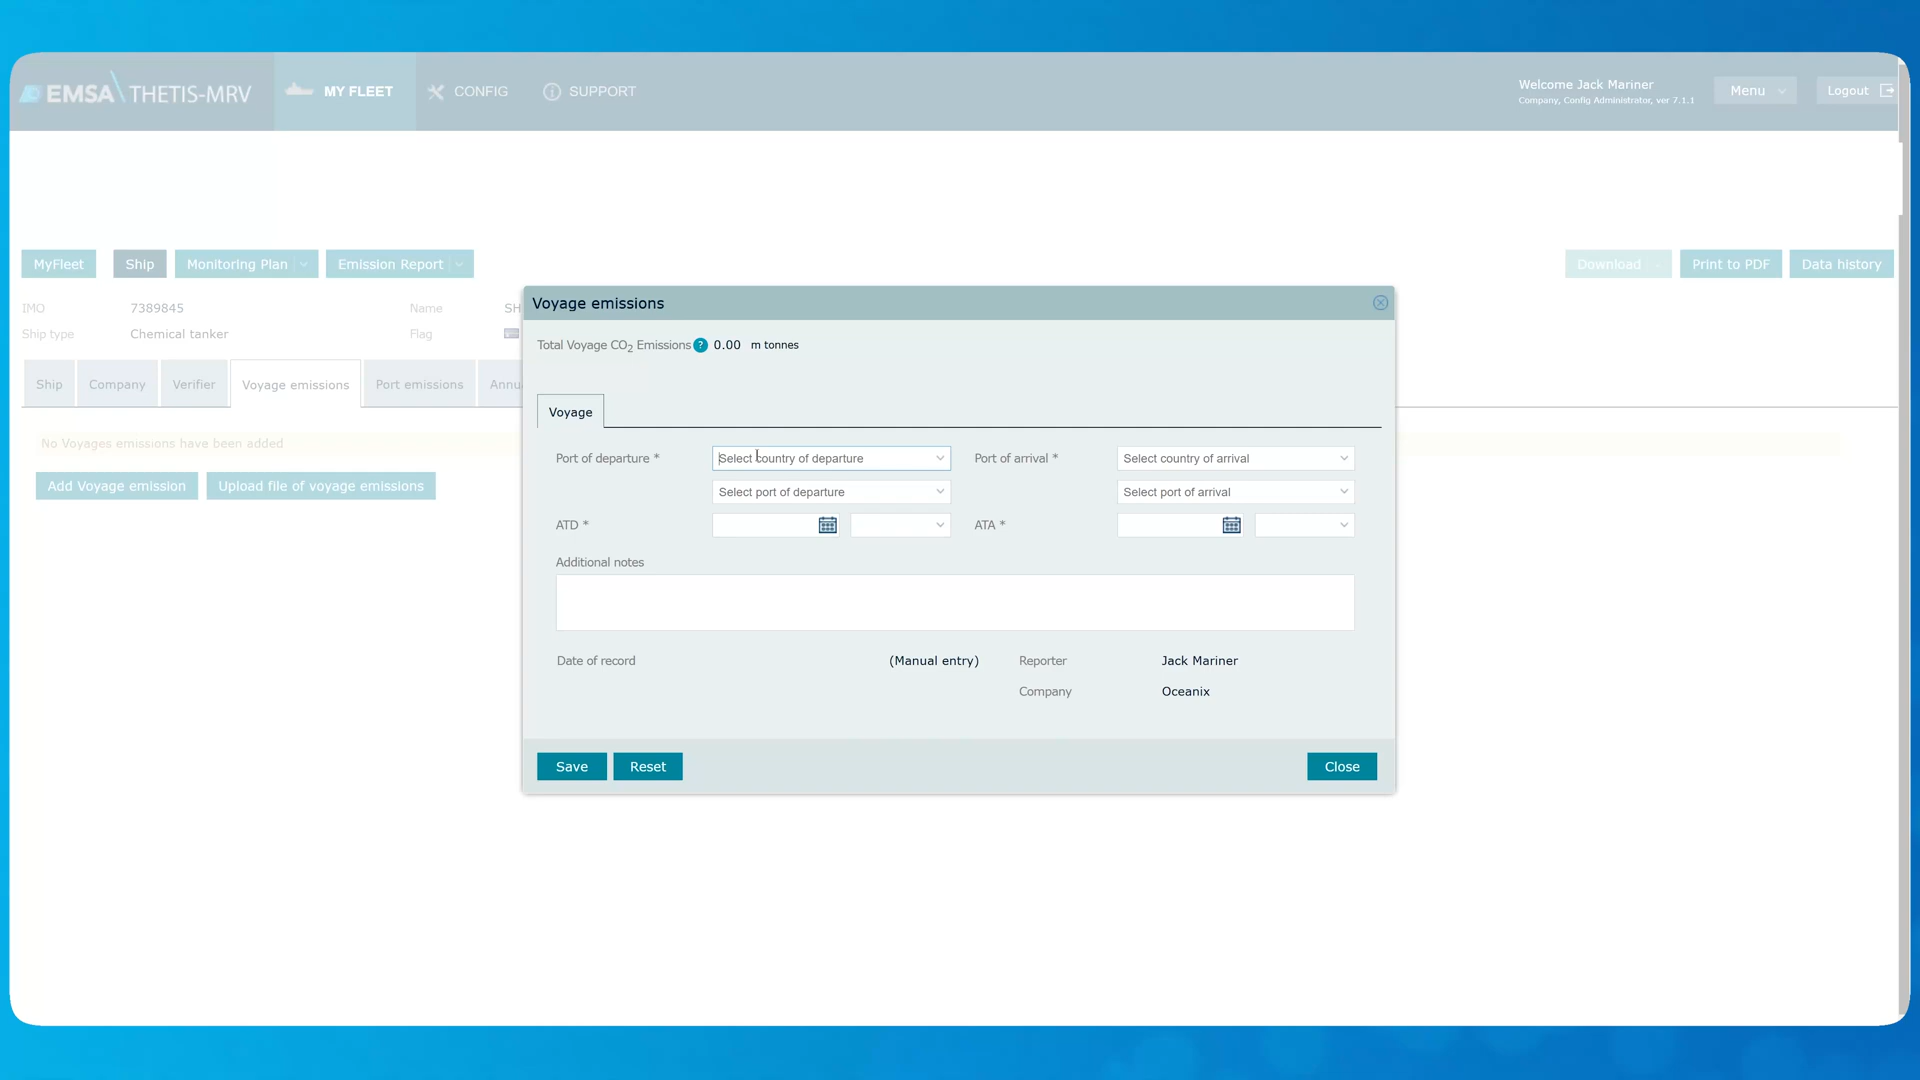 EMSA THETIS-MRV
MY FLEET
CONFIG
SUPPORT
Welcome Jack Mariner
Company, Config Administrator, ver 7.1.1
Menu
Logout
MyFleet
Ship
Monitoring Plan
Emission Report
Download
Print to PDF
Data history
IMO 7389845 Name SH
Ship type Chemical tanker Flag
Ship
Company
Verifier
Voyage emissions
Port emissions
Annu
No Voyages emissions have been added
Add Voyage emission
Upload file of voyage emissions
Voyage emissions
Total Voyage CO2 Emissions ? 0.00 m tonnes
Voyage
Port of departure * Select country of departure Port of arrival * Select country of arrival
Select port of departure Select port of arrival
ATD * ATA *
Additional notes
Date of record (Manual entry) Reporter Jack Mariner
Company Oceanix
Save Reset Close